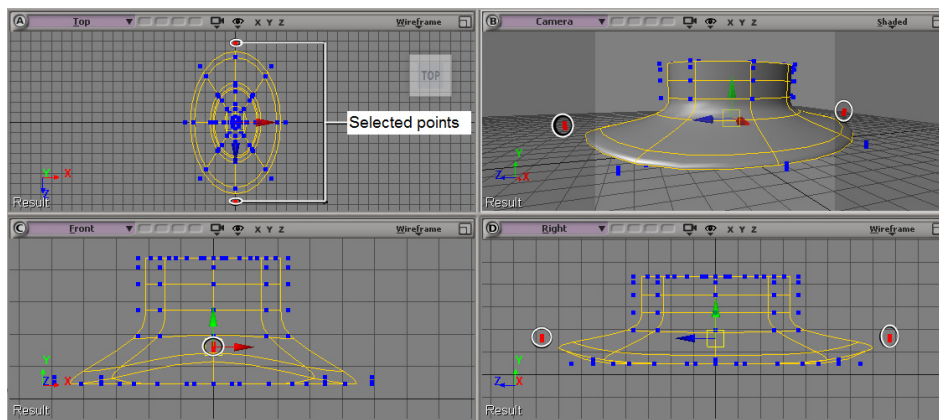 A Top X Y Z Wireframe
TOP
Selected points
X
Z
Result
B Camera X Y Z Shaded
Y
Z X
Result
C Front X Y Z Wireframe
Y
Z X
Result
D Right X Y Z Wireframe
Y
Z X
Result